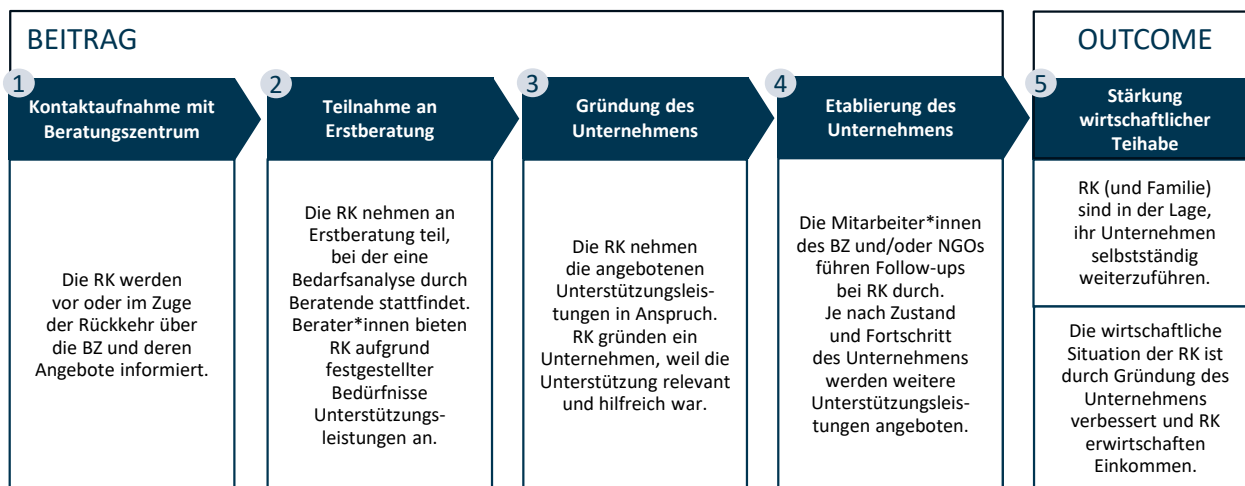 BEITRAG
OUTCOME
1
Kontaktaufnahme mit
Beratungszentrum
2
Teilnahme an
Erstberatung
3
Gründung des
Unternehmens
4
Etablierung des
Unternehmens
5
Stärkung
wirtschaftlicher
Teihabe
Die RK werden
vor oder im Zuge
der Rückkehr über
die BZ und deren
Angebote informiert.
Die RK nehmen an
Erstberatung teil,
bei der eine
Bedarfsanalyse durch
Beratende stattfindet.
Berater*innen bieten
RK aufgrund
festgestellter
Bedürfnisse
Unterstützungs-
leistungen an.
Die RK nehmen
die angebotenen
Unterstützungsleis-
tungen in Anspruch.
RK gründen ein
Unternehmen, weil die
Unterstützung relevant
und hilfreich war.
Die Mitarbeiter*innen
des BZ und/oder NGOs
führen Follow-ups
bei RK durch.
Je nach Zustand
und Fortschritt
des Unternehmens
werden weitere
Unterstützungsleis-
tungen angeboten.
RK (und Familie)
sind in der Lage,
ihr Unternehmen
selbstständig
weiterzuführen.
Die wirtschaftliche
Situation der RK ist
durch Gründung des
Unternehmens
verbessert und RK
erwirtschaften
Einkommen.